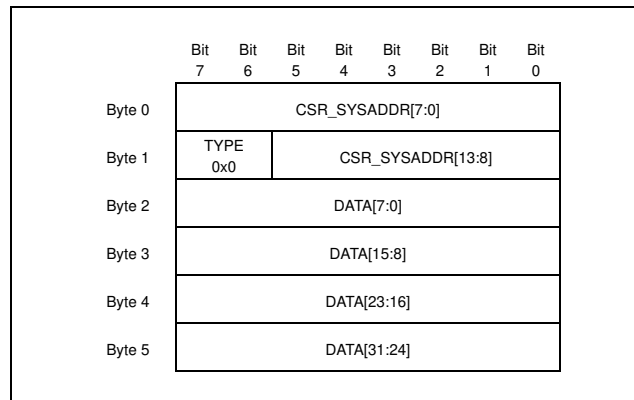 Bit Bit Bit Bit Bit Bit Bit Bit
7 6 5 4 3 2 1 0
Byte 0 CSR_SYSADDR[7:0]
Byte 1 TYPE 0x0 CSR_SYSADDR[13:8]
Byte 2 DATA[7:0]
Byte 3 DATA[15:8]
Byte 4 DATA[23:16]
Byte 5 DATA[31:24]